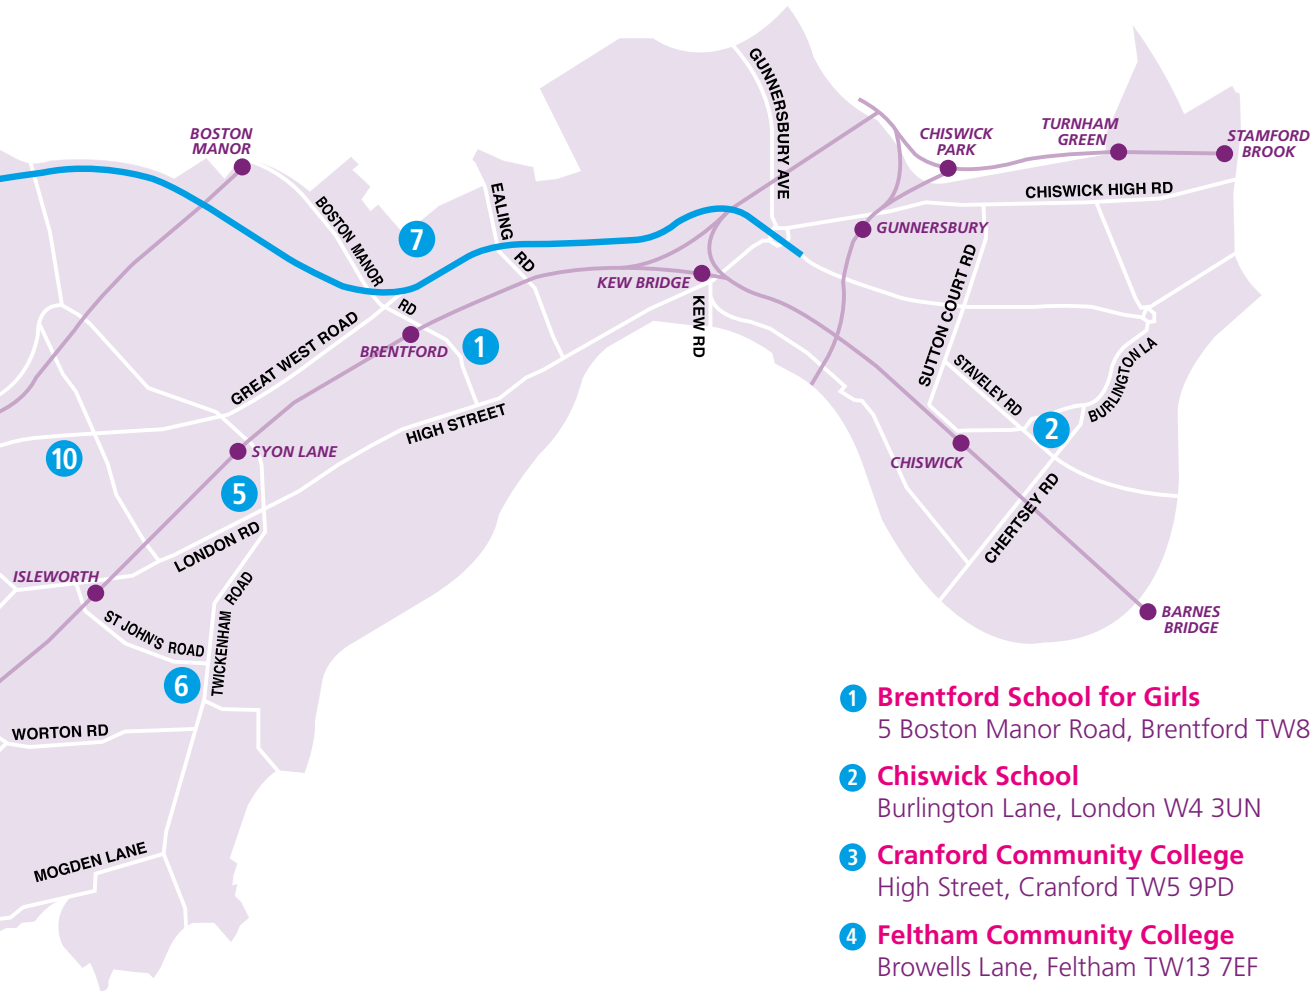 GUNNERSBURY AVE
BOSTON
MANOR
CHISWICK
PARK
TURNHAM
GREEN
STAMFORD
BROOK
CHISWICK HIGH RD
EALING RD
BOSTON MANOR RD
7
GUNNERSBURY
KEW BRIDGE
SUTTON COURT RD
KEW RD
GREAT WEST ROAD
BRENTFORD
1
STAVELEY RD
BURLINGTON LA
HIGH STREET
2
10
SYON LANE
CHISWICK
5
LONDON RD
CHERTSEY RD
ISLEWORTH
ST JOHN'S ROAD
TWICKENHAM ROAD
BARNES
BRIDGE
6
WORTON RD
MOGDEN LANE
1 Brentford School for Girls
5 Boston Manor Road, Brentford TW8
2 Chiswick School
Burlington Lane, London W4 3UN
3 Cranford Community College
High Street, Cranford TW5 9PD
4 Feltham Community College
Browells Lane, Feltham TW13 7EF